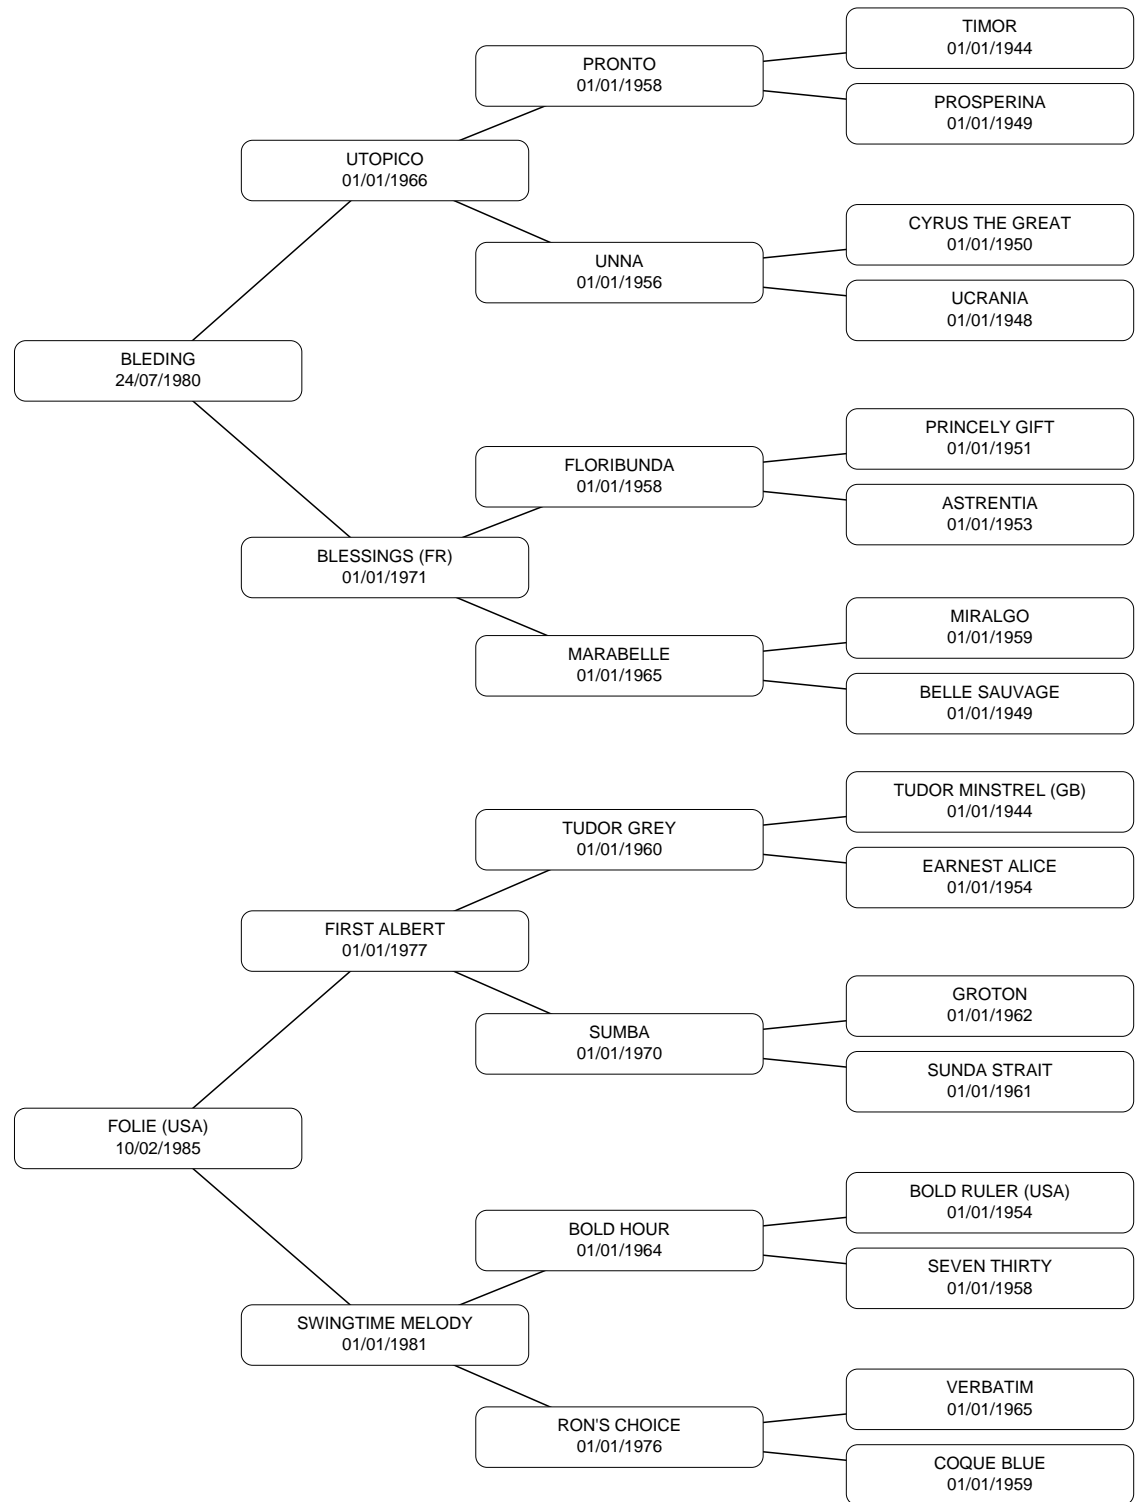 TIMOR
01/01/1944
PRONTO
01/01/1958
PROSPERINA
01/01/1949
UTOPICO
01/01/1966
CYRUS THE GREAT
01/01/1950
UNNA
01/01/1956
UCRANIA
01/01/1948
BLEDING
24/07/1980
PRINCELY GIFT
01/01/1951
FLORIBUNDA
01/01/1958
ASTRENTIA
01/01/1953
BLESSINGS (FR)
01/01/1971
MIRALGO
01/01/1959
MARABELLE
01/01/1965
BELLE SAUVAGE
01/01/1949
TUDOR MINSTREL (GB)
01/01/1944
TUDOR GREY
01/01/1960
EARNEST ALICE
01/01/1954
FIRST ALBERT
01/01/1977
GROTON
01/01/1962
SUMBA
01/01/1970
SUNDA STRAIT
01/01/1961
FOLIE (USA)
10/02/1985
BOLD RULER (USA)
01/01/1954
BOLD HOUR
01/01/1964
SEVEN THIRTY
01/01/1958
SWINGTIME MELODY
01/01/1981
VERBATIM
01/01/1965
RON'S CHOICE
01/01/1976
COQUE BLUE
01/01/1959